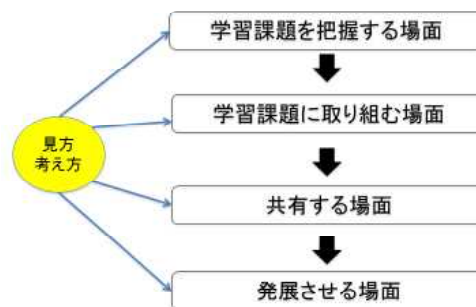 学習課題を把握する場面
学習課題に取り組む場面
見方
考え方
共有する場面
発展させる場面